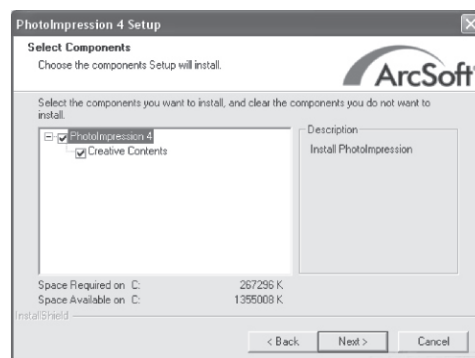 PhotoImpression 4 Setup
Select Components
Choose the components Setup will install.
ArcSoft
Select the components you want to install, and clear the components you do not want to
install.
PhotoImpression 4
Creative Contents
Description
Install PhotoImpression
Space Required on C: 267296 K
Space Available on C: 1355008 K
InstallShield
< Back Next > Cancel